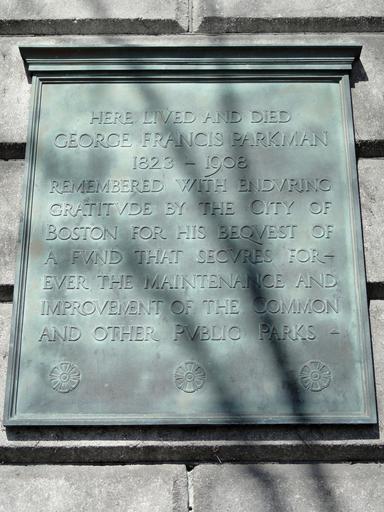 HERE LIVED AND DIED
GEORGE FRANCIS PARKMAN
1823 – 1908
REMEMBERED WITH ENDVRING
GRATITVDE BY THE CITY OF
BOSTON FOR HIS BEQVEST OF
A FVND THAT SECVRES FOR–
EVER THE MAINTENANCE AND
IMPROVEMENT OF THE COMMON
AND OTHER PVBLIC PARKS –